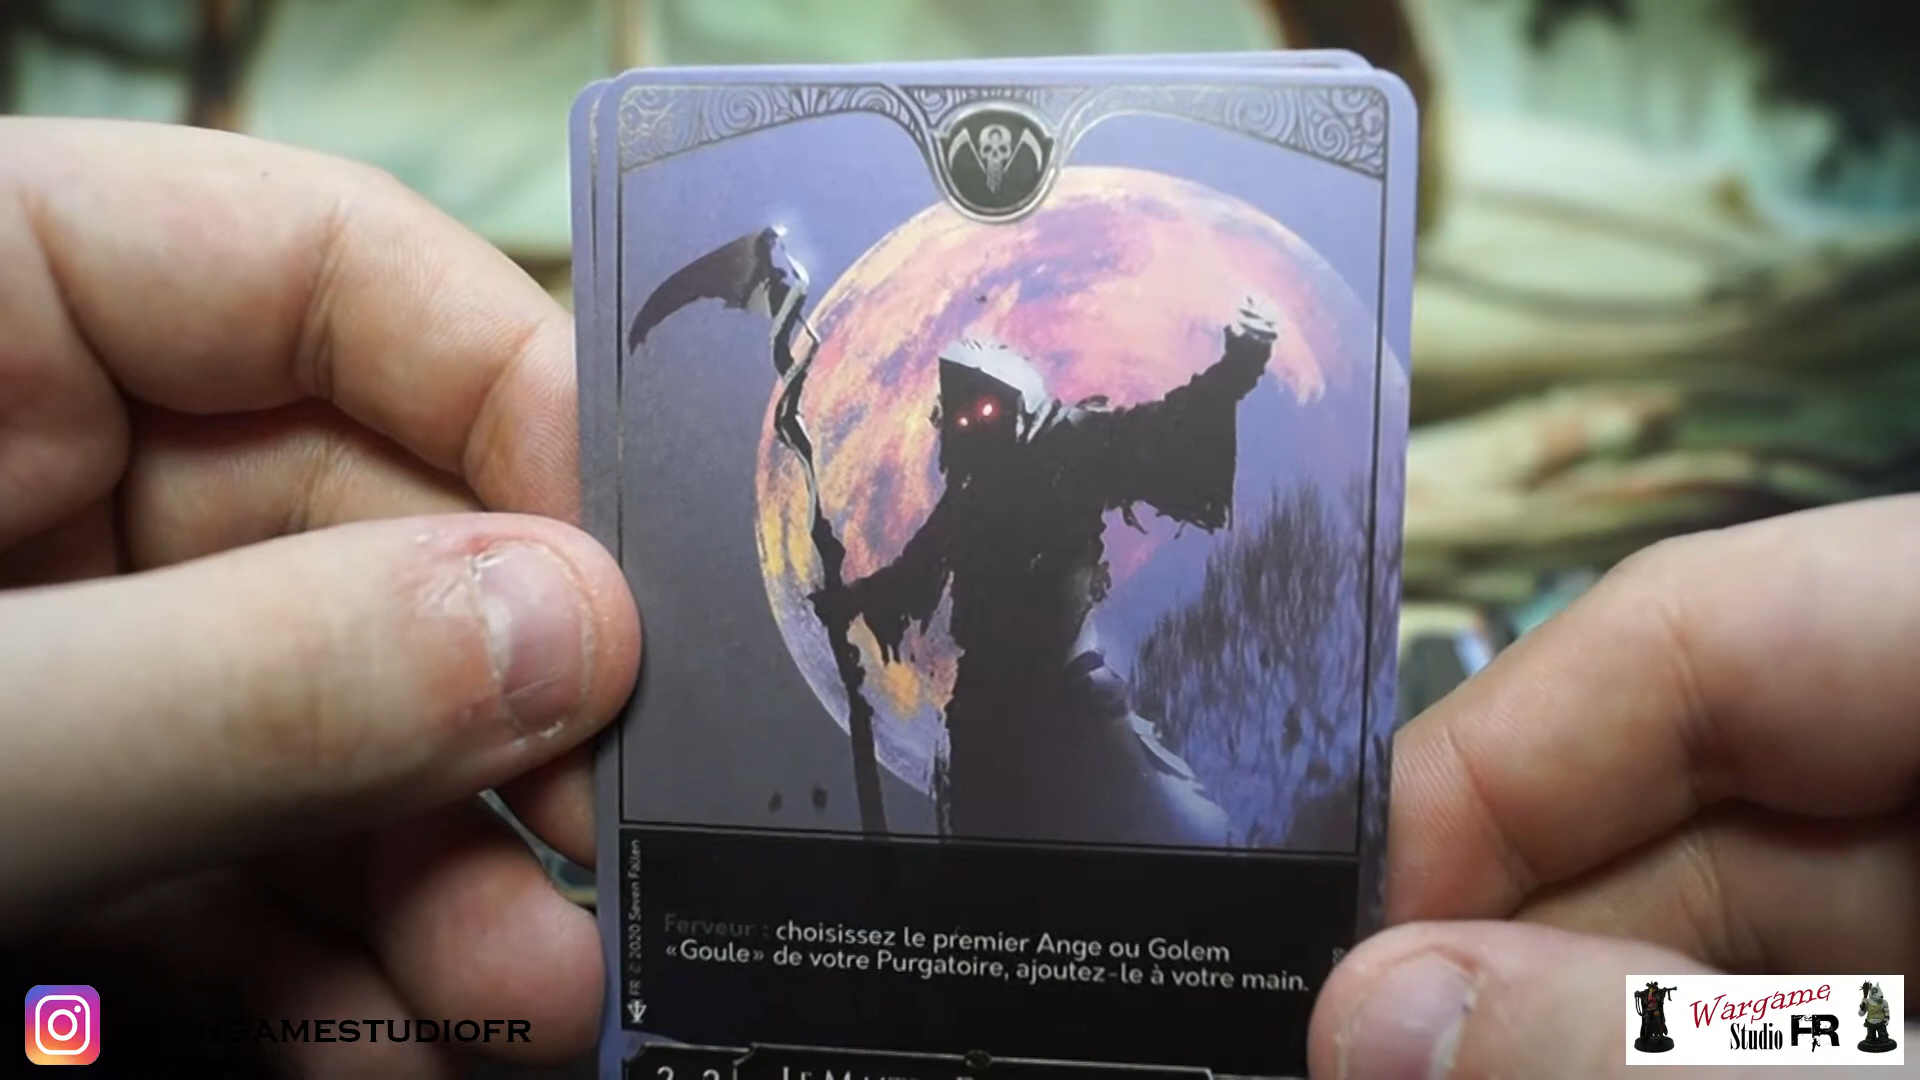 FR © 2020 Seven Fallen
Ferveur : choisissez le premier Ange ou Golem
«Goule» de votre Purgatoire, ajoutez-le à votre main.
GAMESTUDIOFR
Wargame
Studio FR